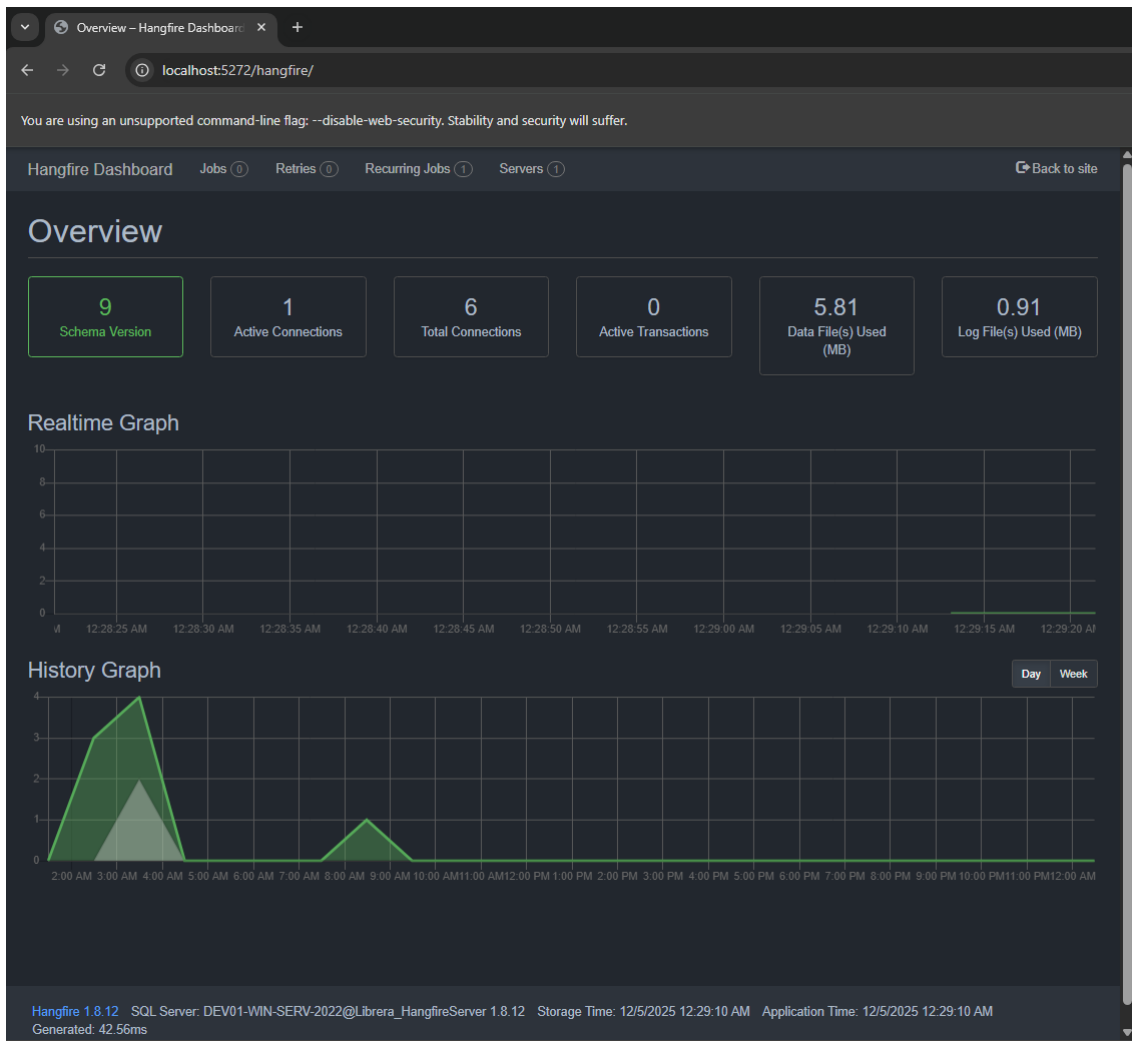 Overview – Hangfire Dashboard
localhost:5272/hangfire/
You are using an unsupported command-line flag: --disable-web-security. Stability and security will suffer.
Hangfire Dashboard Jobs 0 Retries 0 Recurring Jobs 1 Servers 1 Back to site
Overview
9
Schema Version
1
Active Connections
6
Total Connections
0
Active Transactions
5.81
Data File(s) Used
(MB)
0.91
Log File(s) Used (MB)
Realtime Graph
10
8
6
4
2
0
12:28:25 AM 12:28:30 AM 12:28:35 AM 12:28:40 AM 12:28:45 AM 12:28:50 AM 12:28:55 AM 12:29:00 AM 12:29:05 AM 12:29:10 AM 12:29:15 AM 12:29:20 AM
History Graph
Day Week
4
3
2
1
0
2:00 AM 3:00 AM 4:00 AM 5:00 AM 6:00 AM 7:00 AM 8:00 AM 9:00 AM 10:00 AM 11:00 AM 12:00 PM 1:00 PM 2:00 PM 3:00 PM 4:00 PM 5:00 PM 6:00 PM 7:00 PM 8:00 PM 9:00 PM 10:00 PM 11:00 PM 12:00 AM
Hangfire 1.8.12 SQL Server: DEV01-WIN-SERV-2022@Librera_HangfireServer 1.8.12 Storage Time: 12/5/2025 12:29:10 AM Application Time: 12/5/2025 12:29:10 AM
Generated: 42.56ms